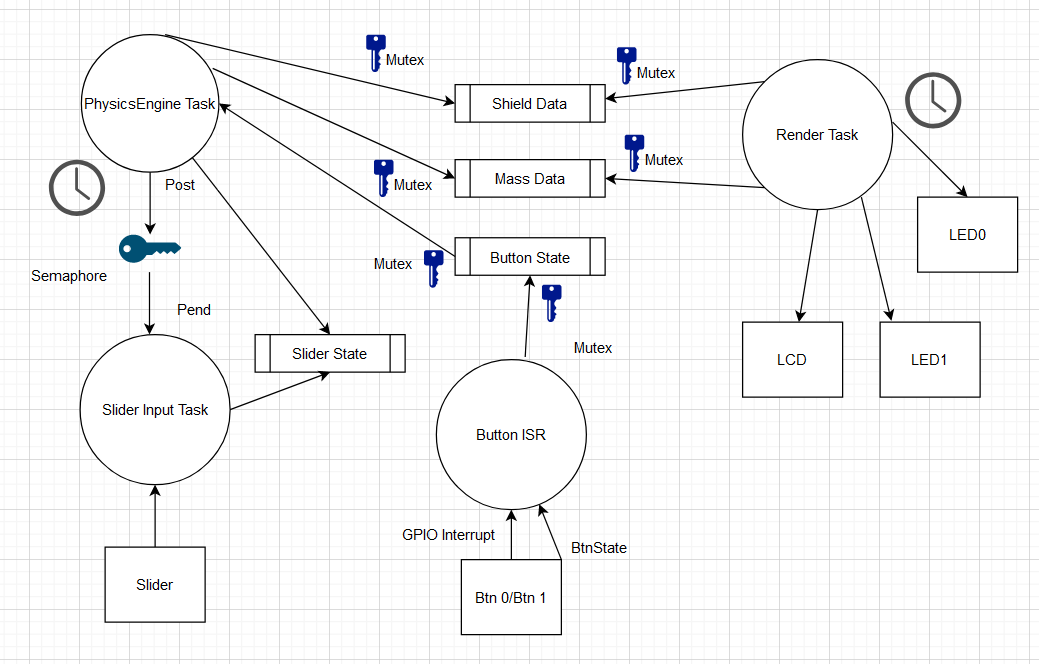 Mutex
Mutex
PhysicsEngine Task
Shield Data
Render Task
Mutex
Post
Mutex
Mass Data
LED0
Button State
Mutex
Semaphore
Pend
Mutex
Slider State
LCD
LED1
Slider Input Task
Button ISR
GPIO Interrupt
BtnState
Slider
Btn 0/Btn 1